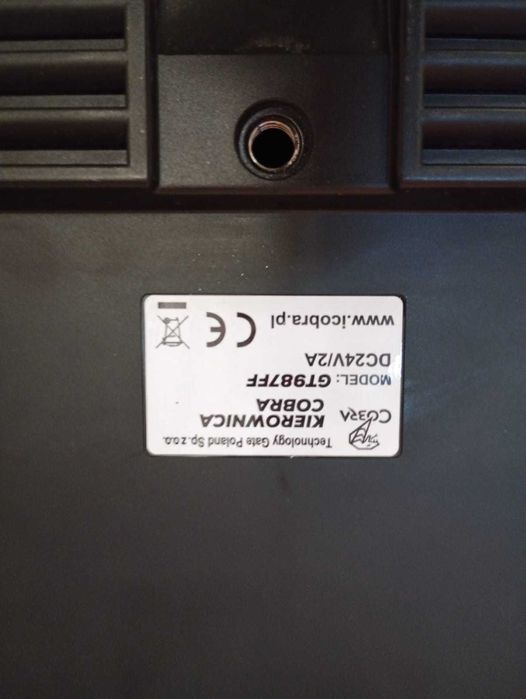 Technology Gate Poland Sp. z o.o.
COBRA
KIEROWNICA
COBRA
MODEL: GT987FF
DC24V/2A
www.icobra.pl
CE